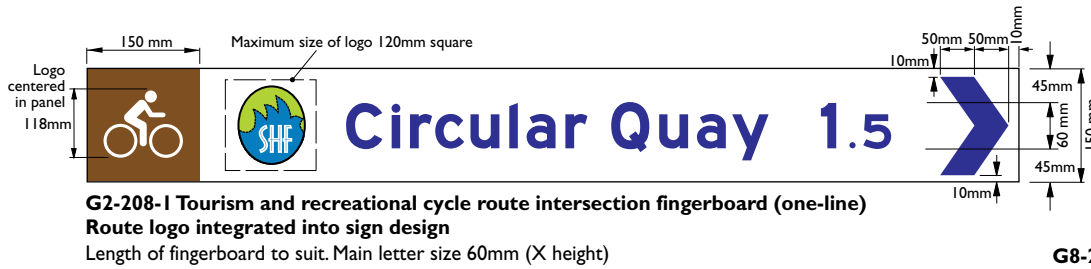 150 mm
Maximum size of logo 120mm square
50mm 50mm
10mm
10mm
Logo
centered
in panel
118mm
SHF
Circular Quay 1.5
45mm
60 mm
150 mm
45mm
10mm
G2-208-1 Tourism and recreational cycle route intersection fingerboard (one-line)
Route logo integrated into sign design
Length of fingerboard to suit. Main letter size 60mm (X height)